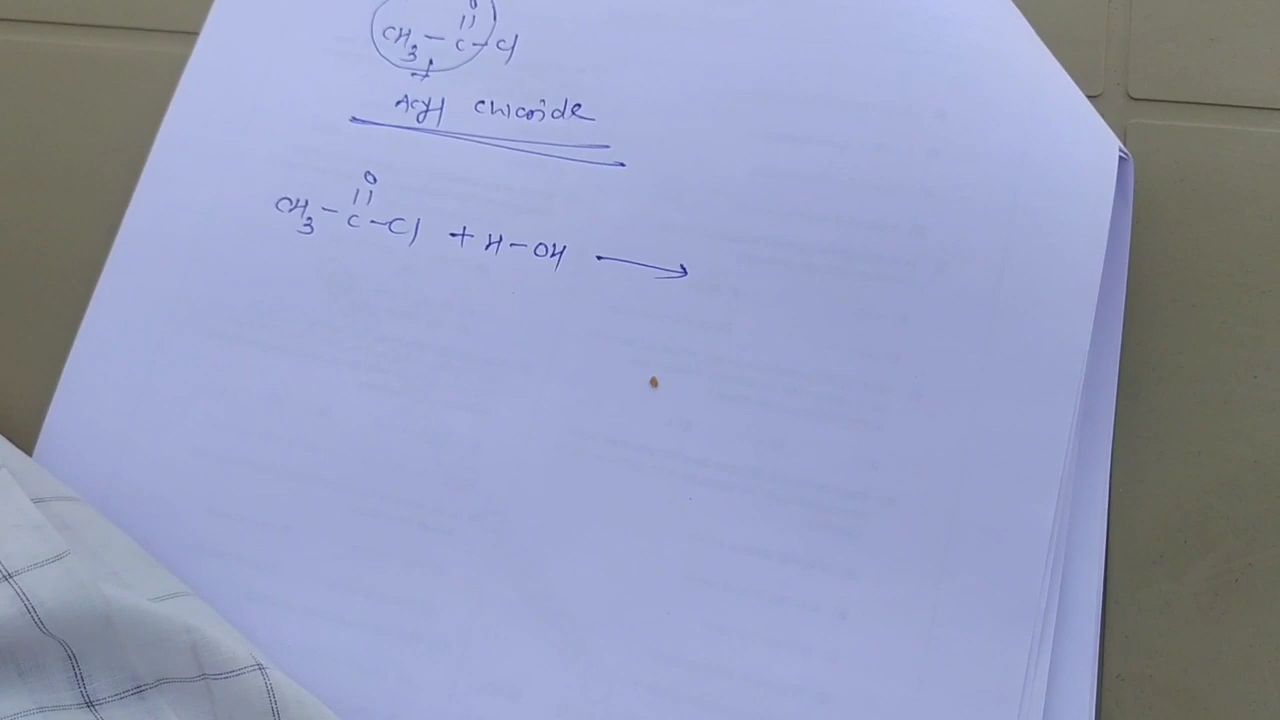 O
||
CH3 - C - Cl
Acyl chloride
O
||
CH3 - C - Cl + H - OH →